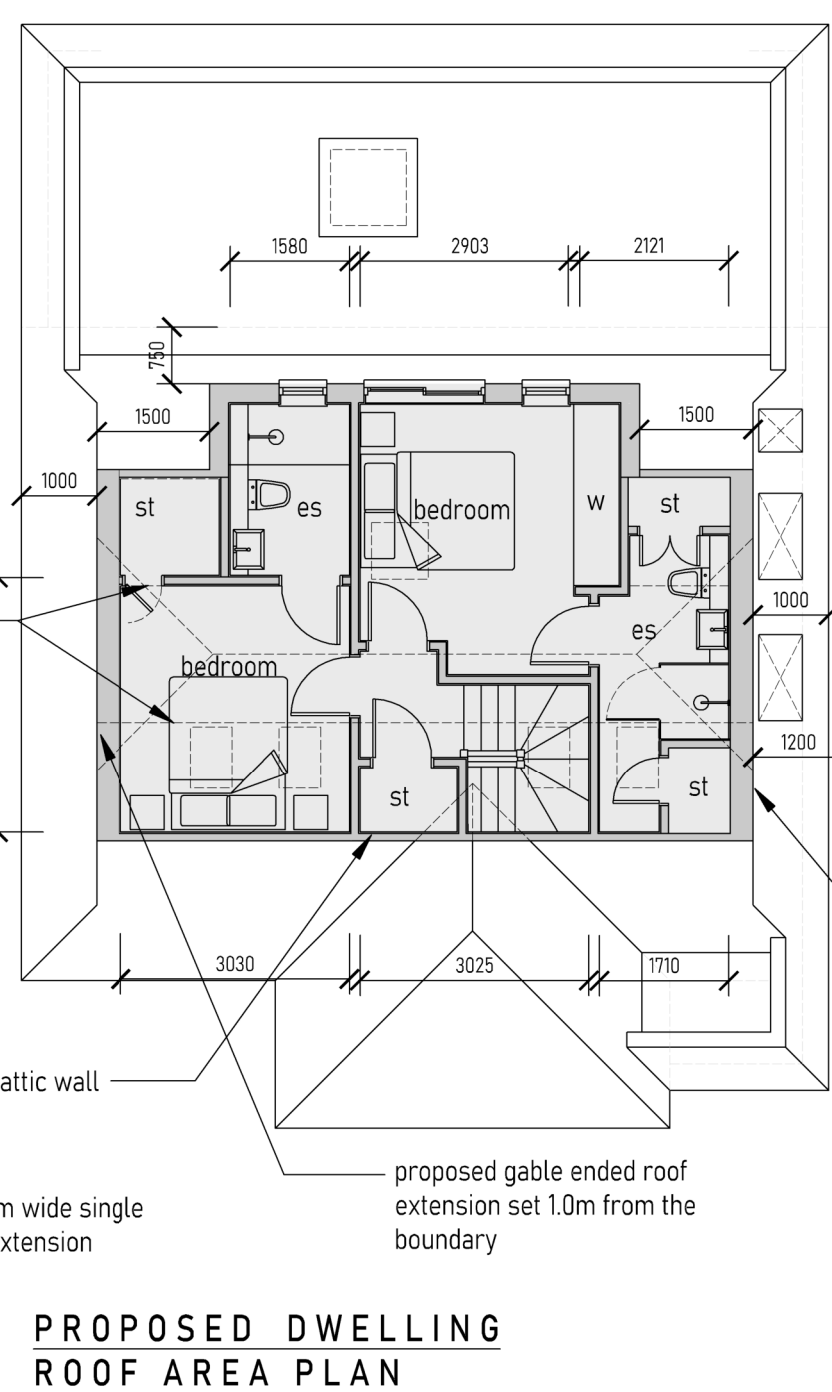 1580
2903
2121
750
1500
1500
1000
st
es
bedroom
w
st
1000
es
bedroom
1200
st
st
3030
3025
1710
attic wall
proposed gable ended roof
extension set 1.0m from the
boundary
m wide single
xtension
PROPOSED DWELLING
ROOF AREA PLAN